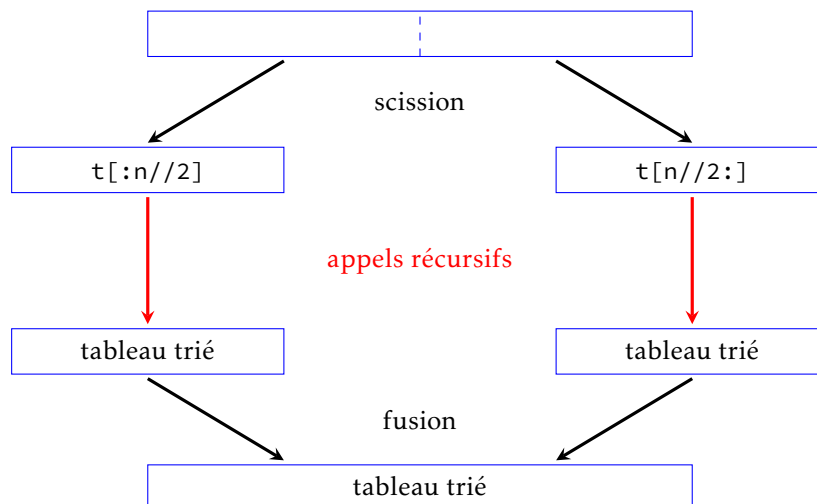 scission
t[:n//2]
t[n//2:]
appels récursifs
tableau trié
tableau trié
fusion
tableau trié